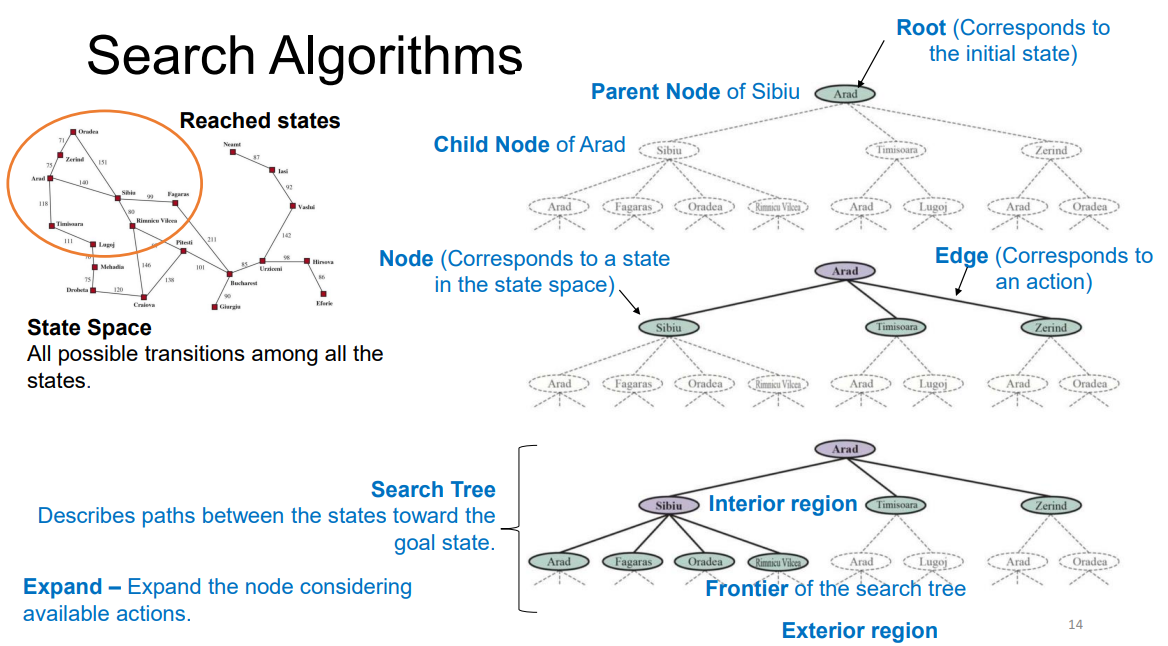 Search Algorithms
Root (Corresponds to
the initial state)
Parent Node of Sibiu
Arad
Child Node of Arad
Sibiu
Timisoara
Zerind
Arad
Fagaras
Oradea
Rimnicu Vilcea
Arad
Lugoj
Arad
Oradea
Reached states
Oradea
71
Zerind
75
151
Arad
140
Sibiu
99
Fagaras
118
80
Timisoara
Rimnicu Vilcea
111
Lugoj
Pitesti
211
Mehadia
146
101
75
138
Drobeta
120
Craiova
Bucharest
90
Giurgiu
85
Urziceni
98
Hirsova
86
Eforie
142
Vaslui
92
Iasi
87
Neamt
State Space
All possible transitions among all the
states.
Node (Corresponds to a state
in the state space)
Edge (Corresponds to
an action)
Arad
Sibiu
Timisoara
Zerind
Arad
Fagaras
Oradea
Rimnicu Vilcea
Arad
Lugoj
Arad
Oradea
Search Tree
Describes paths between the states toward the
goal state.
Expand – Expand the node considering
available actions.
Arad
Sibiu
Interior region
Timisoara
Zerind
Arad
Fagaras
Oradea
Rimnicu Vilcea
Arad
Lugoj
Arad
Oradea
Frontier of the search tree
Exterior region
14